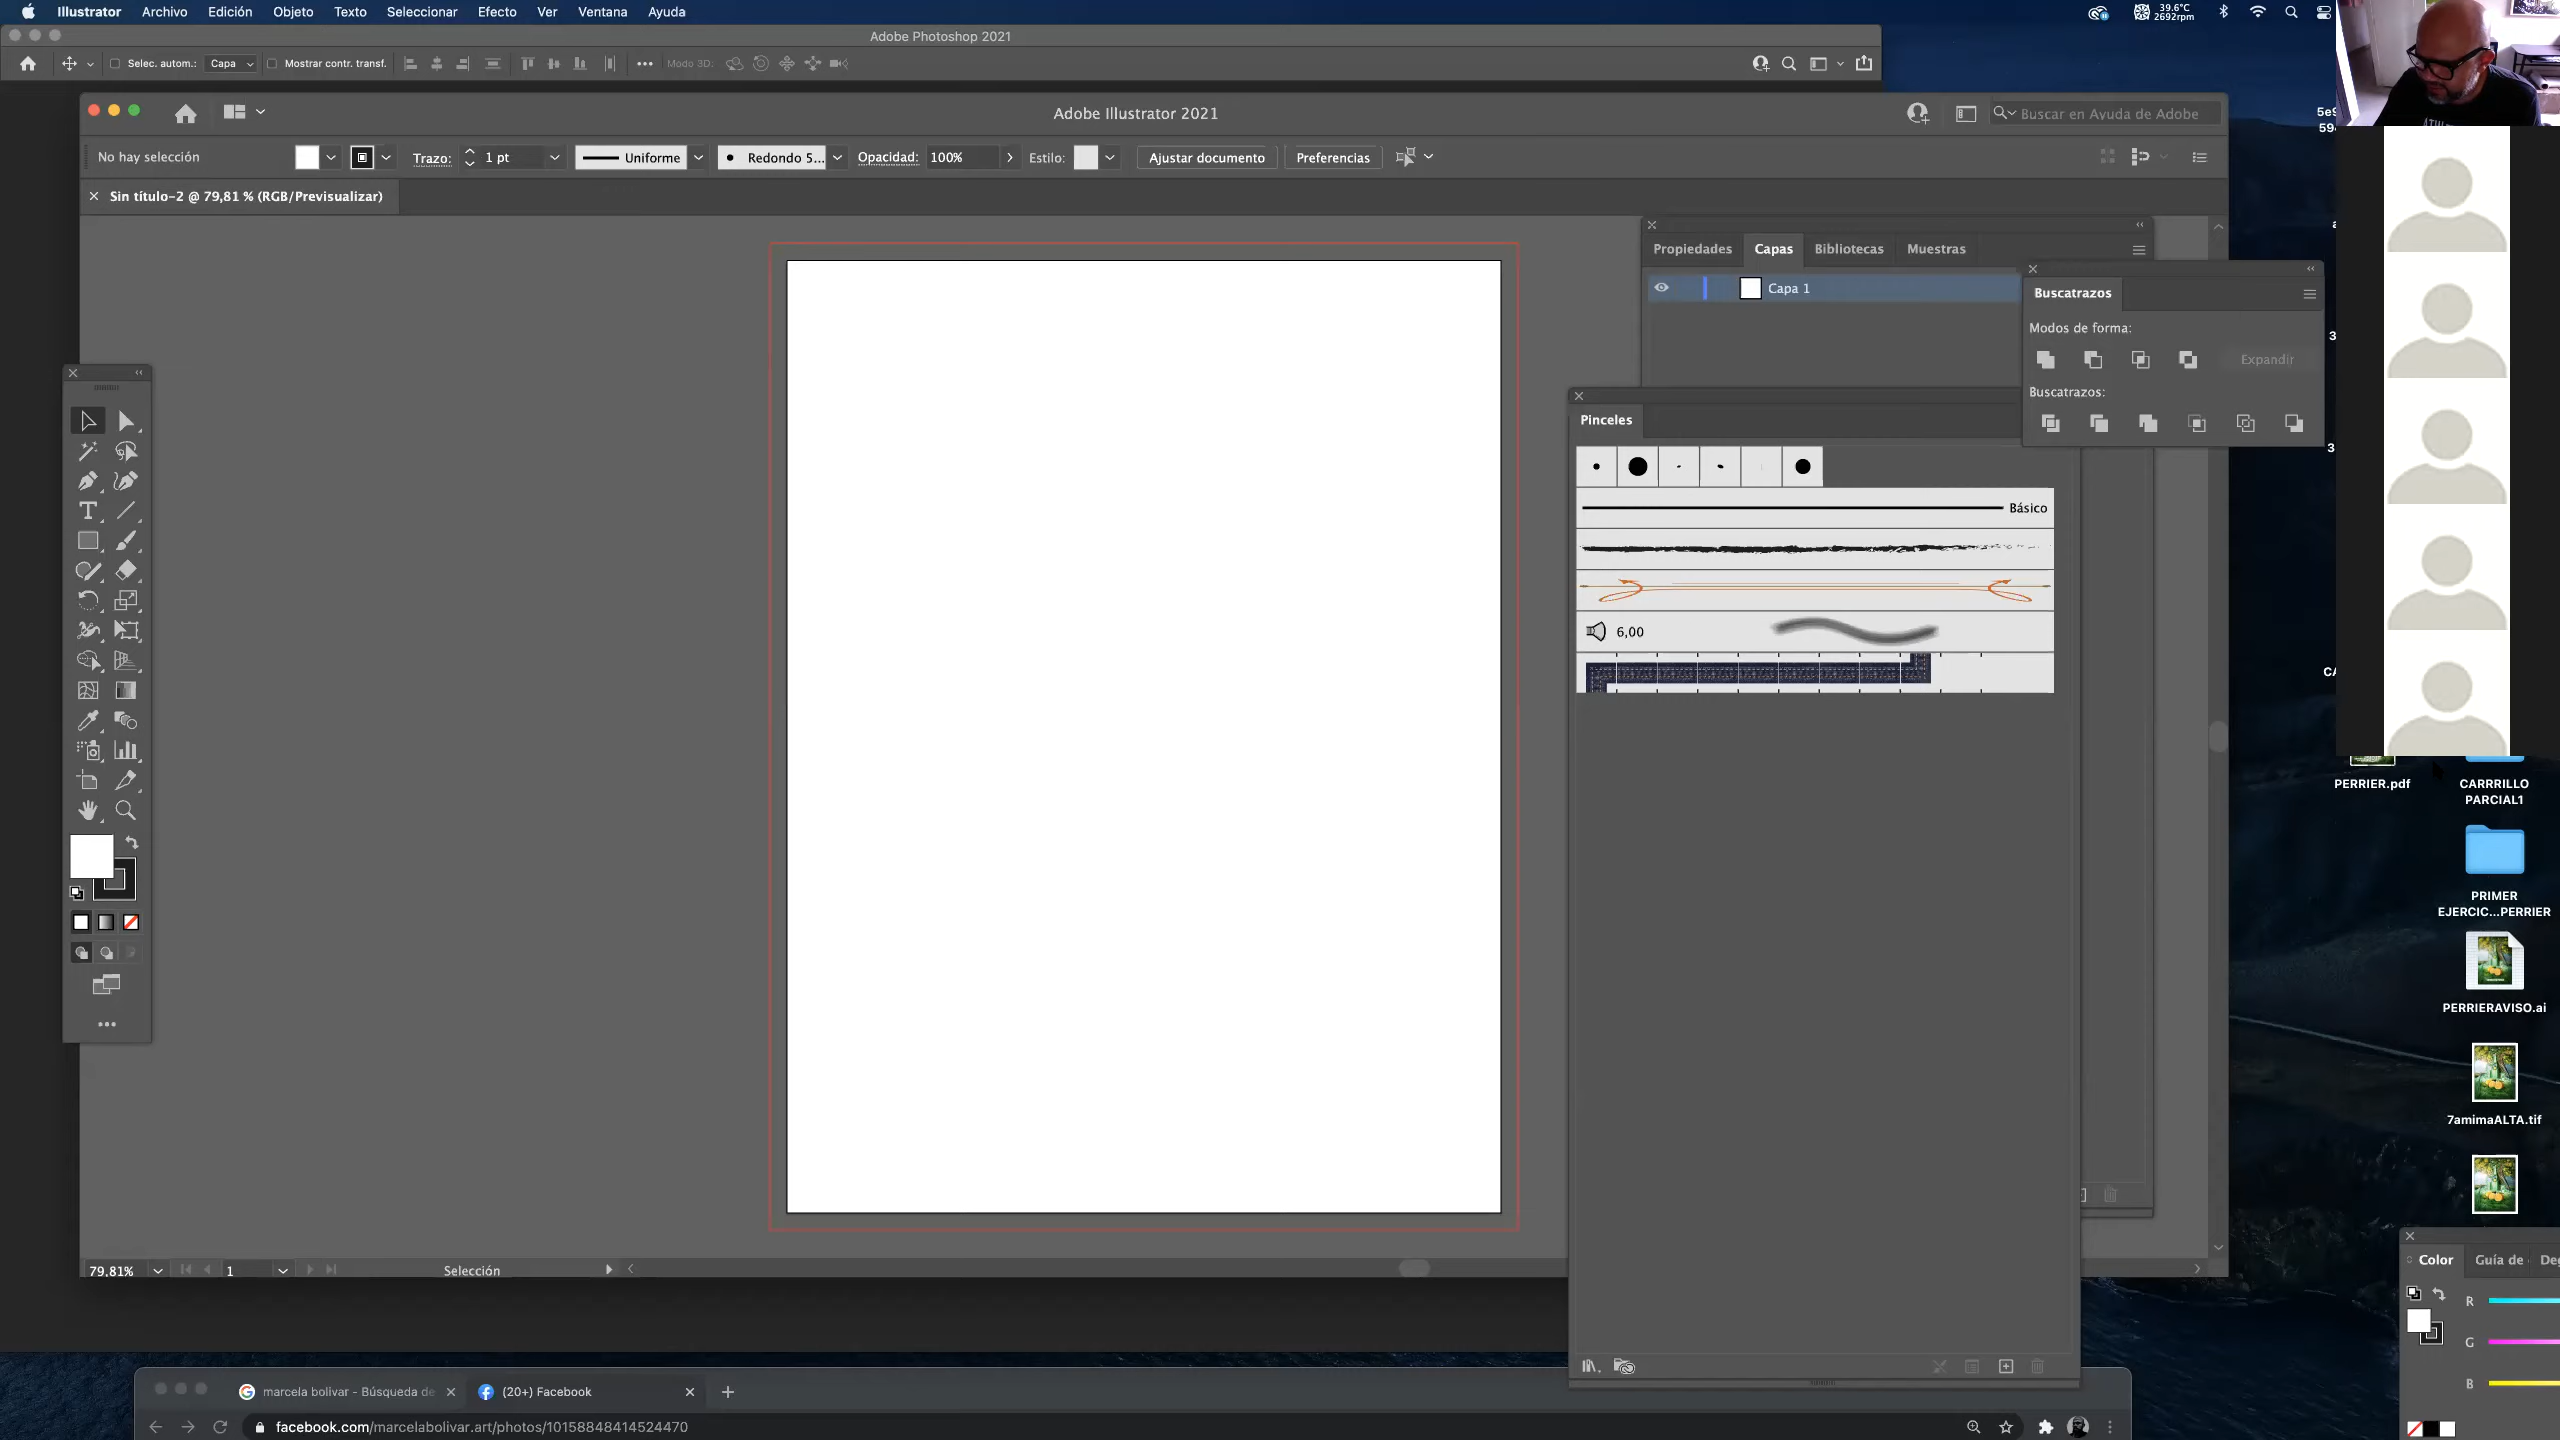 Illustrator Archivo Edición Objeto Texto Seleccionar Efecto Ver Ventana Ayuda
39.6°C
2692rpm
Adobe Photoshop 2021
Selec. autom.: Capa Mostrar contr. transf. Modo 3D:
Adobe Illustrator 2021
Buscar en Ayuda de Adobe
No hay selección Trazo: 1 pt Uniforme Redondo 5... Opacidad: 100% Estilo: Ajustar documento Preferencias
Sin título-2 @ 79,81 % (RGB/Previsualizar)
Propiedades Capas Bibliotecas Muestras
Capa 1
Buscatrazos
Modos de forma:
Expandir
Buscatrazos:
Pinceles
Básico
6,00
PERRIER.pdf
CARRRILLO
PARCIAL1
PRIMER
EJERCIC...PERRIER
PERRIERAVISO.ai
7amimaALTA.tif
Color Guía de
R
G
B
79,81% 1 Selección
marcela bolivar - Búsqueda de
(20+) Facebook
facebook.com/marcelabolivar.art/photos/10158848414524470